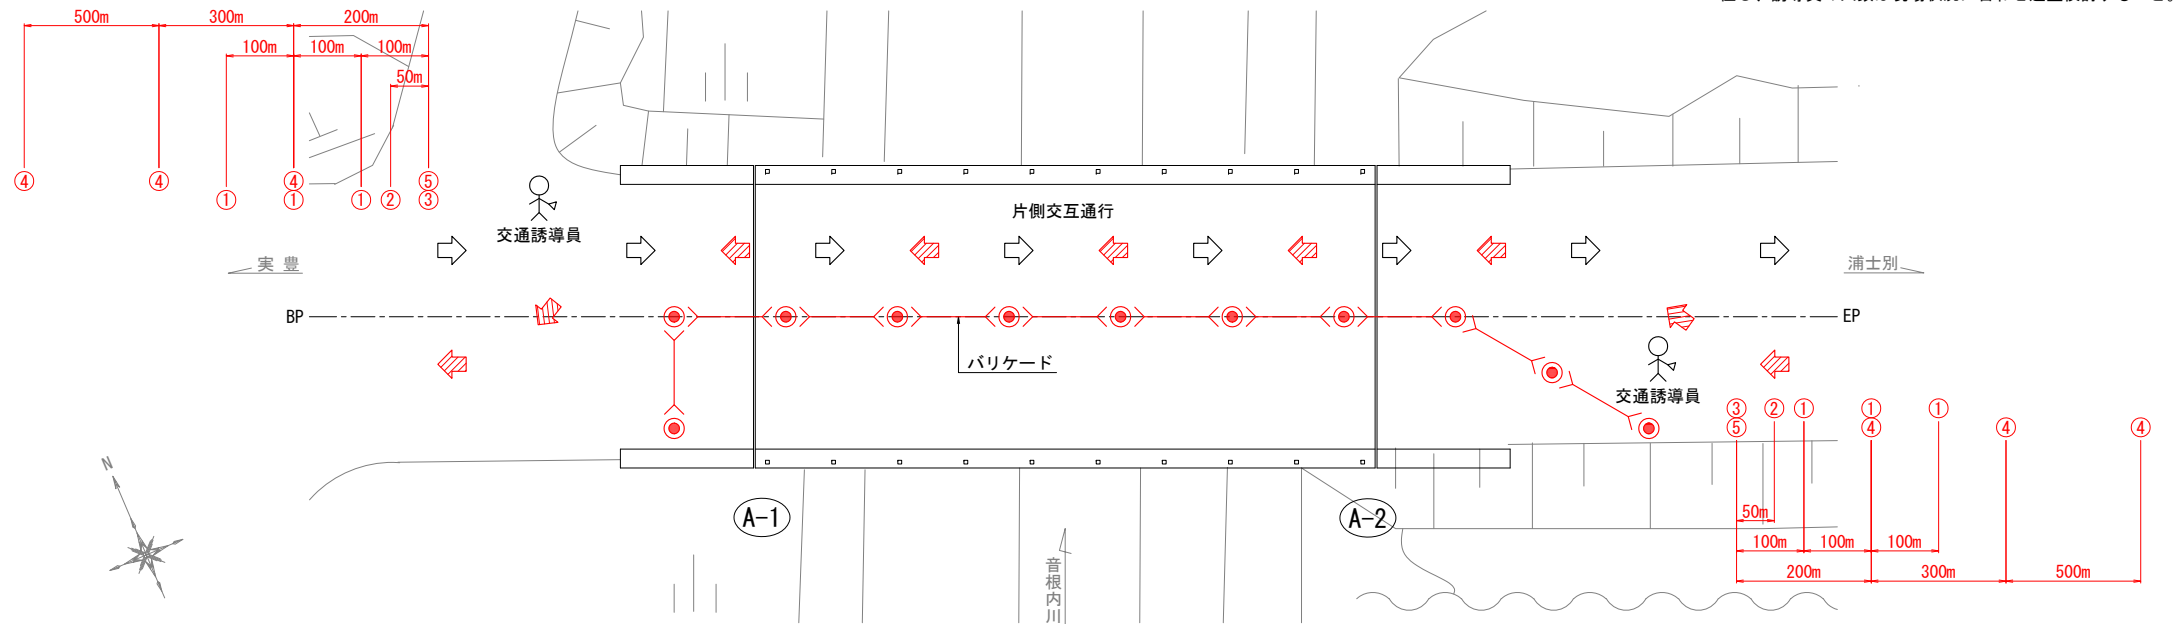 500m 300m 200m
100m 100m 100m
50m
④ ④ ④ ⑤
① ① ① ② ③
交通誘導員
片側交互通行
実 豊
浦士別
BP
EP
バリケード
交通誘導員
③ ② ① ① ①
⑤ ④ ④ ④
N
A-1
A-2
50m
100m 100m 100m
200m 300m 500m
音根内川